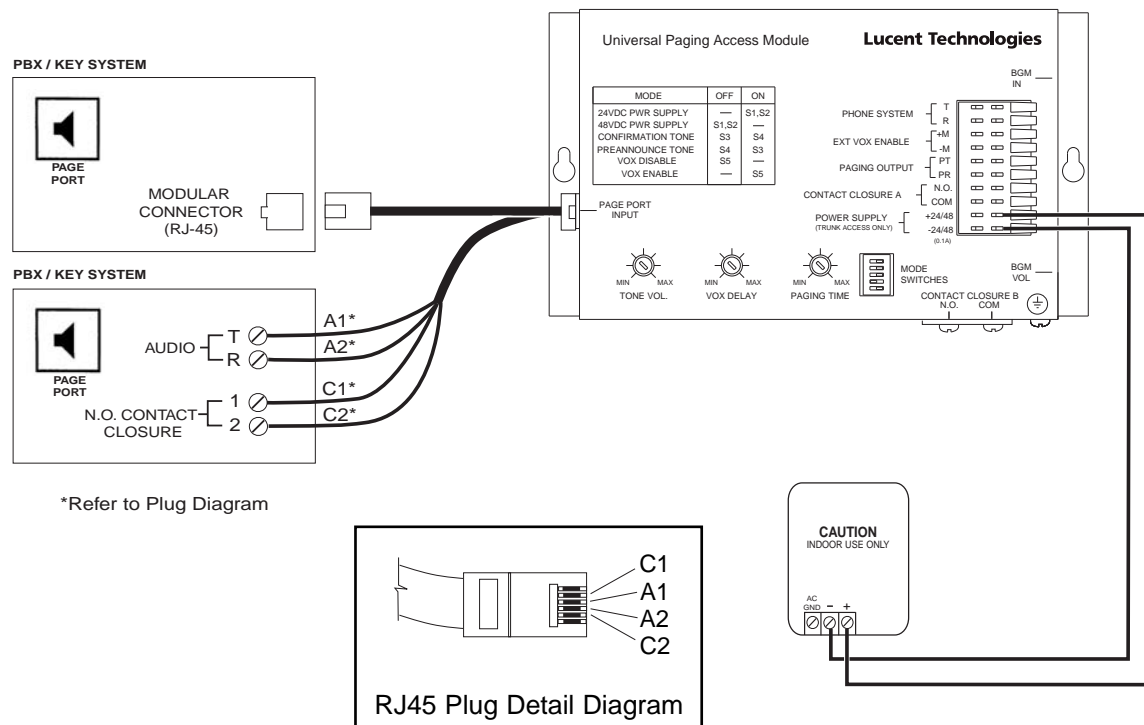 PBX / KEY SYSTEM
PAGE
PORT
MODULAR
CONNECTOR
(RJ-45)
PBX / KEY SYSTEM
AUDIO
T
R
A1*
A2*
PAGE
PORT
N.O. CONTACT
CLOSURE
1
2
C1*
C2*
*Refer to Plug Diagram
Universal Paging Access Module
Lucent Technologies
MODE OFF ON
24VDC PWR SUPPLY — S1,S2
48VDC PWR SUPPLY S1,S2 —
CONFIRMATION TONE S3 S4
PREANNOUNCE TONE S4 S3
VOX DISABLE S5 —
VOX ENABLE — S5
PAGE PORT
INPUT
BGM
IN
PHONE SYSTEM
T
R
EXT VOX ENABLE
+M
-M
PAGING OUTPUT
PT
PR
CONTACT CLOSURE A
N.O.
COM
POWER SUPPLY
(TRUNK ACCESS ONLY)
+24/48
-24/48
(0.1A)
MIN MAX
TONE VOL.
MIN MAX
VOX DELAY
MIN MAX
PAGING TIME
MODE
SWITCHES
BGM
VOL
CONTACT CLOSURE B
N.O. COM
CAUTION
INDOOR USE ONLY
AC
GND – +
C1
A1
A2
C2
RJ45 Plug Detail Diagram